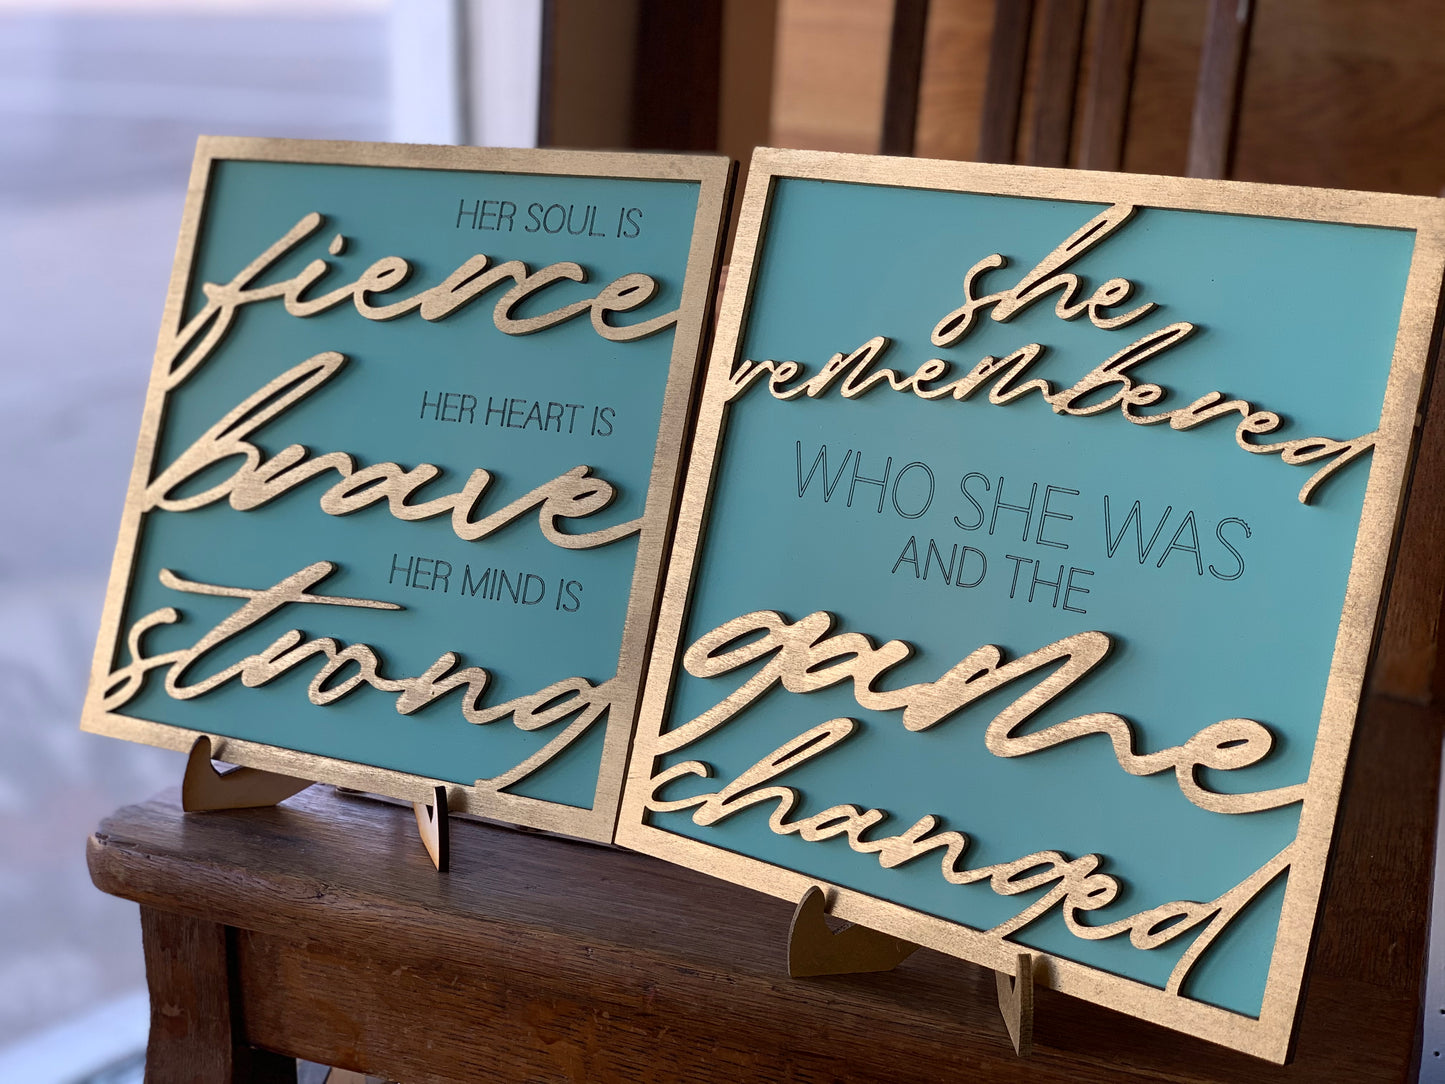 HER SOUL IS
fierce
HER HEART IS
brave
HER MIND IS
strong
she
remembered
WHO SHE WAS
AND THE
game
changed